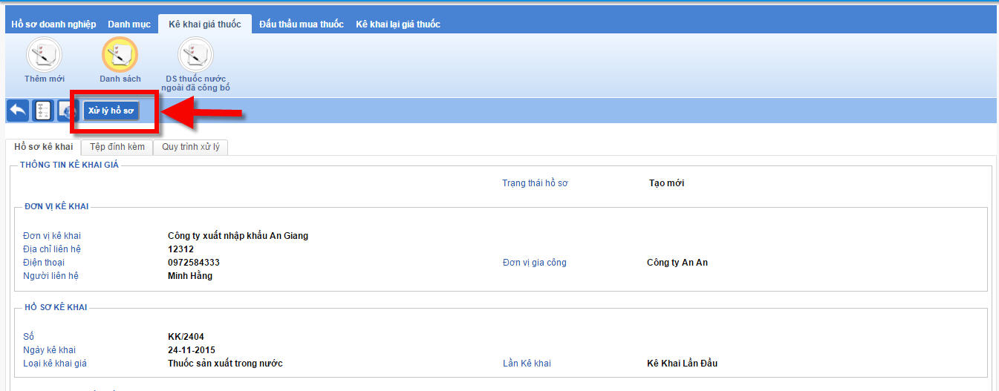 Hồ sơ doanh nghiệp Danh mục Kê khai giá thuốc Đấu thầu mua thuốc Kê khai lại giá thuốc
Thêm mới Danh sách DS thuốc nước
ngoài đã công bố
Xử lý hồ sơ
Hồ sơ kê khai Tệp đính kèm Quy trình xử lý
THÔNG TIN KÊ KHAI GIÁ
Trạng thái hồ sơ Tạo mới
ĐƠN VỊ KÊ KHAI
Đơn vị kê khai Công ty xuất nhập khẩu An Giang
Địa chỉ liên hệ 12312
Điện thoại 0972584333 Đơn vị gia công Công ty An An
Người liên hệ Minh Hằng
HỒ SƠ KÊ KHAI
Số KK/2404
Ngày kê khai 24-11-2015
Loại kê khai giá Thuốc sản xuất trong nước Lần Kê khai Kê Khai Lần Đầu